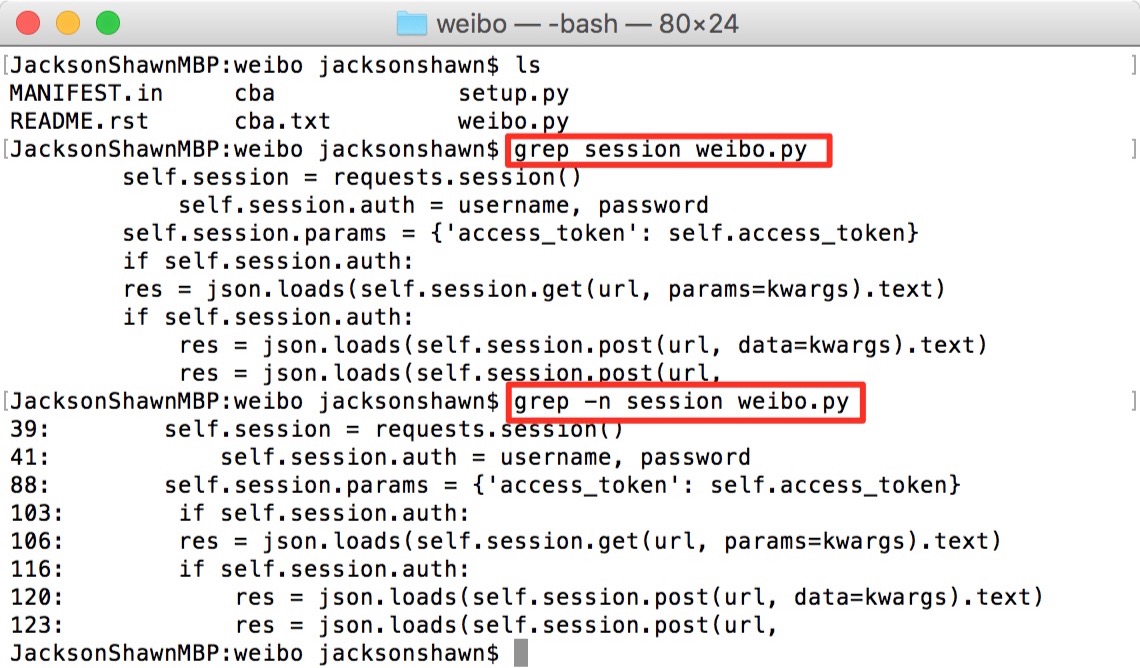 weibo — -bash — 80×24
[JacksonShawnMBP:weibo jacksonshawn$ ls ]
MANIFEST.in     cba             setup.py
README.rst      cba.txt         weibo.py
[JacksonShawnMBP:weibo jacksonshawn$ grep session weibo.py ]
        self.session = requests.session()
            self.session.auth = username, password
        self.session.params = {'access_token': self.access_token}
        if self.session.auth:
        res = json.loads(self.session.get(url, params=kwargs).text)
        if self.session.auth:
            res = json.loads(self.session.post(url, data=kwargs).text)
            res = json.loads(self.session.post(url,
[JacksonShawnMBP:weibo jacksonshawn$ grep -n session weibo.py ]
39:        self.session = requests.session()
41:            self.session.auth = username, password
88:        self.session.params = {'access_token': self.access_token}
103:        if self.session.auth:
106:        res = json.loads(self.session.get(url, params=kwargs).text)
116:        if self.session.auth:
120:            res = json.loads(self.session.post(url, data=kwargs).text)
123:            res = json.loads(self.session.post(url,
JacksonShawnMBP:weibo jacksonshawn$